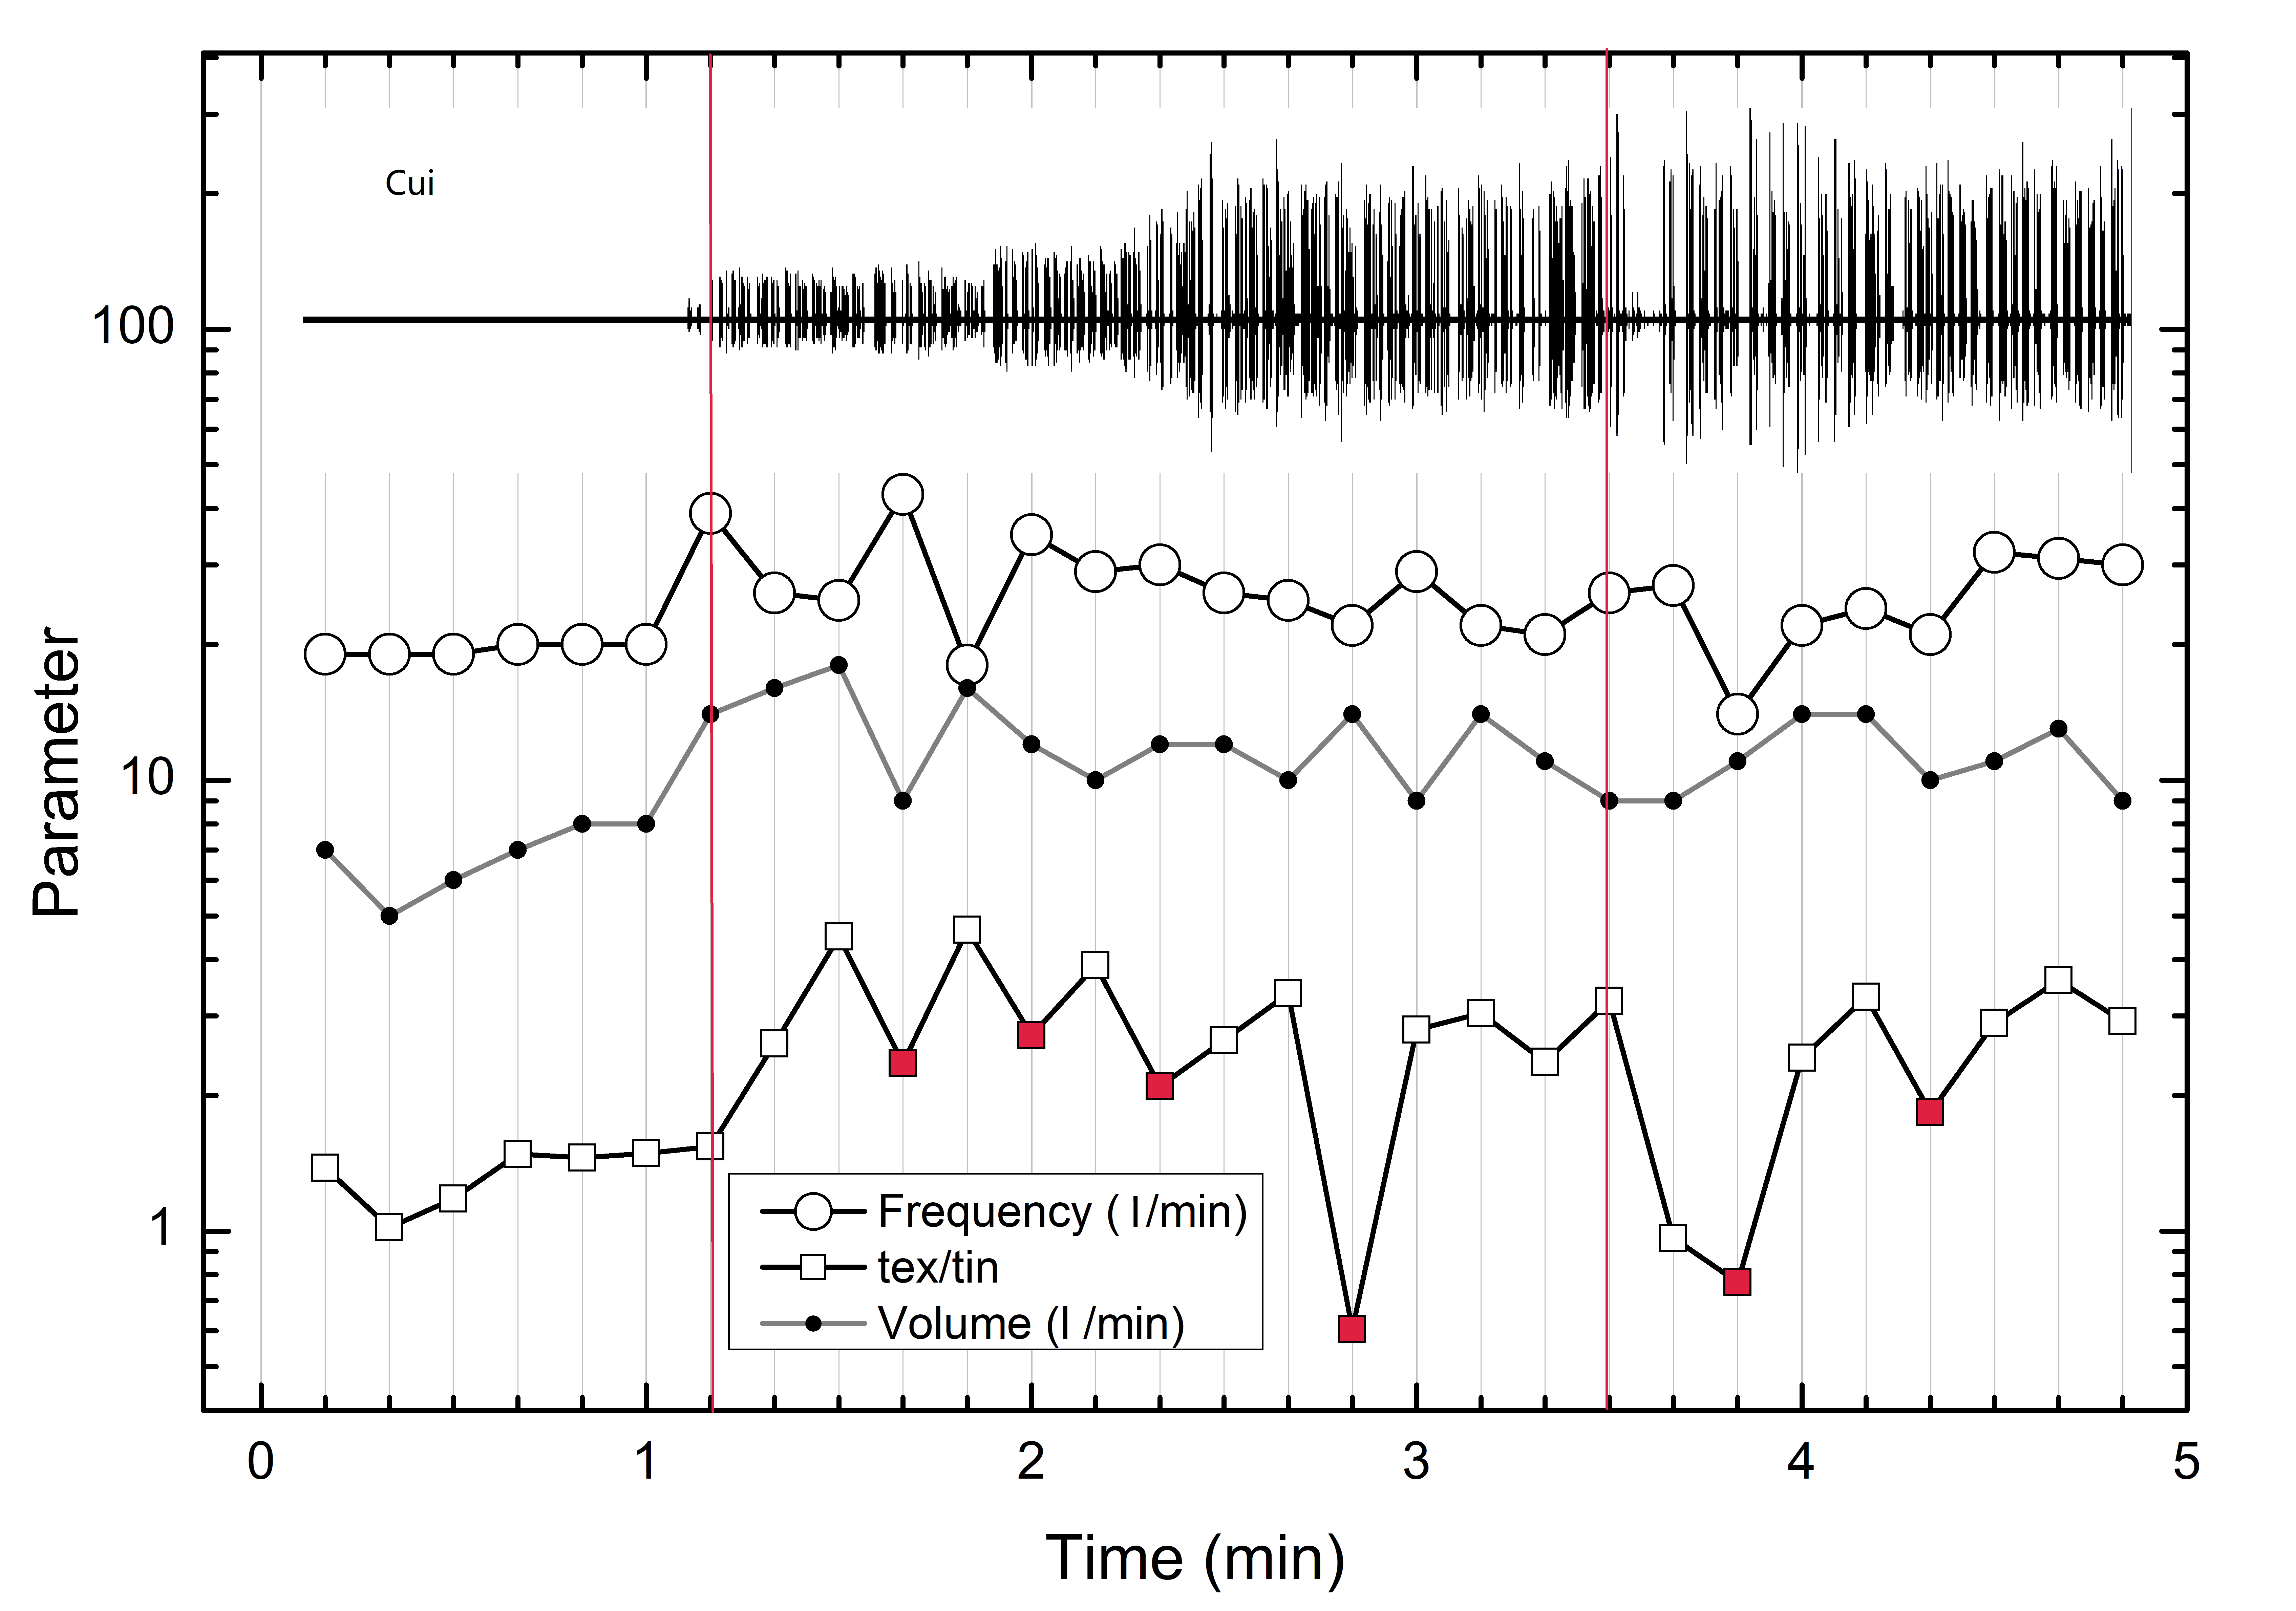 Cui
100
10
1
Parameter
Frequency ( I/min)
tex/tin
Volume (l /min)
0 1 2 3 4 5
Time (min)